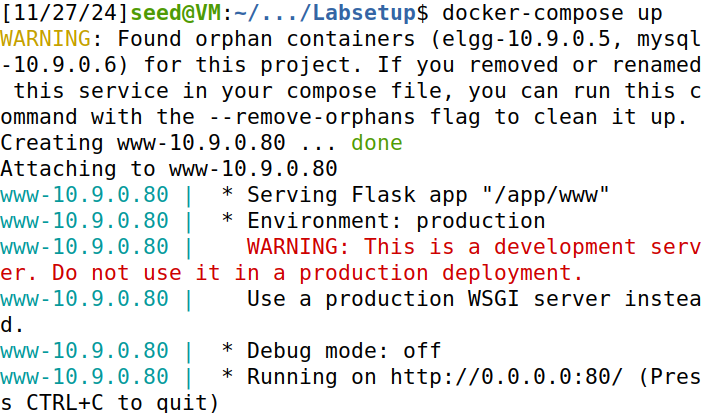 [11/27/24]seed@VM:~/.../Labsetup$ docker-compose up
WARNING: Found orphan containers (elgg-10.9.0.5, mysql
-10.9.0.6) for this project. If you removed or renamed
 this service in your compose file, you can run this c
ommand with the --remove-orphans flag to clean it up.
Creating www-10.9.0.80 ... done
Attaching to www-10.9.0.80
www-10.9.0.80 |  * Serving Flask app "/app/www"
www-10.9.0.80 |  * Environment: production
www-10.9.0.80 |    WARNING: This is a development serv
er. Do not use it in a production deployment.
www-10.9.0.80 |    Use a production WSGI server instea
d.
www-10.9.0.80 |  * Debug mode: off
www-10.9.0.80 |  * Running on http://0.0.0.0:80/ (Pres
s CTRL+C to quit)